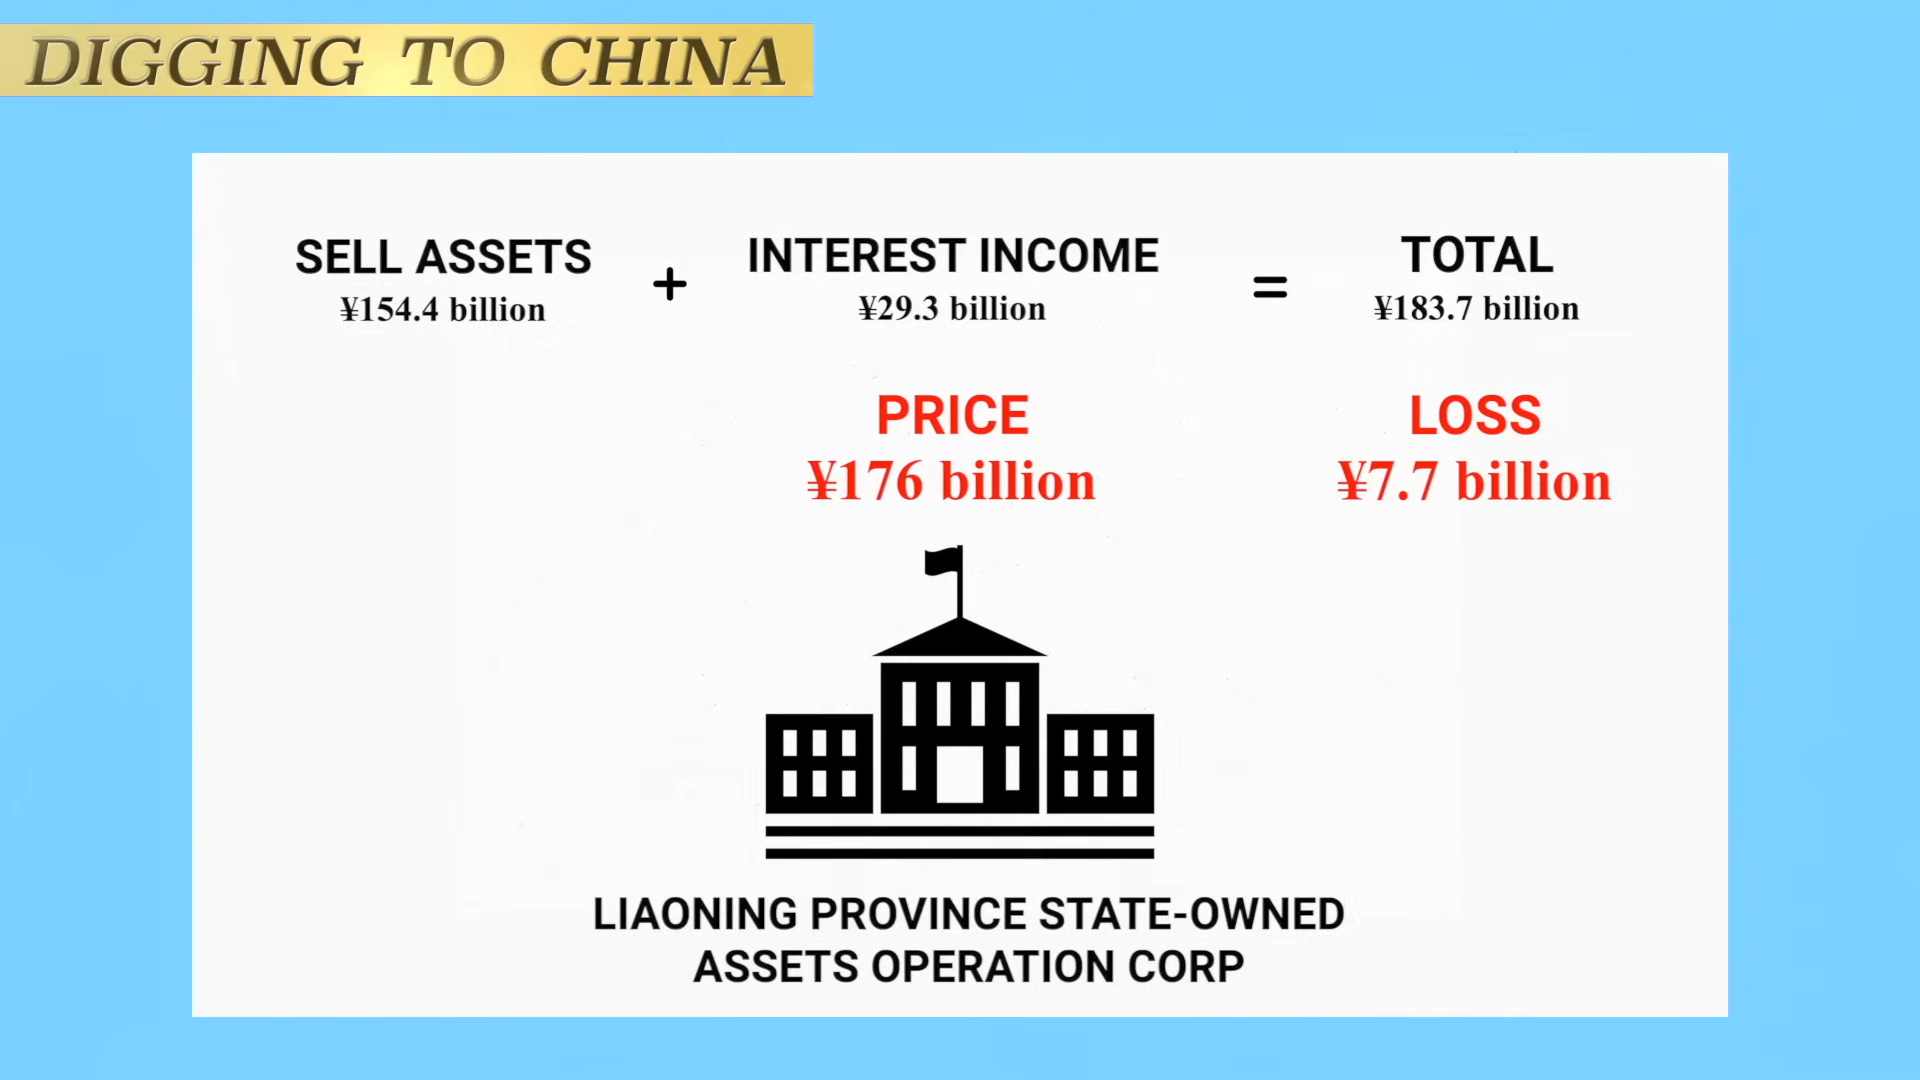 DIGGING TO CHINA
SELL ASSETS + INTEREST INCOME = TOTAL
¥154.4 billion ¥29.3 billion ¥183.7 billion
PRICE LOSS
¥176 billion ¥7.7 billion
LIAONING PROVINCE STATE-OWNED
ASSETS OPERATION CORP